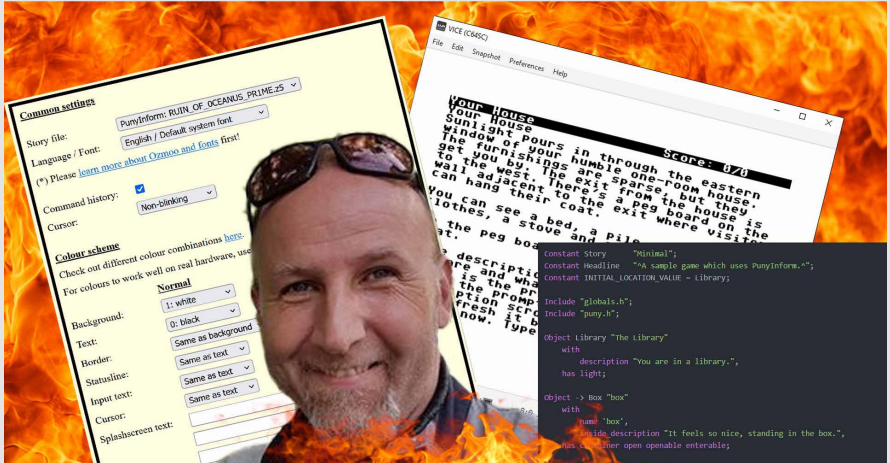 Common settings
Story file:
PunyInform: RUIN_OF_0CEANUS_PR1ME.z5
Language / Font:
English / Default system font
(*) Please learn more about Ozmoo and fonts first!
Command history:
Cursor:
Non-blinking
Colour scheme
Check out different colour combinations here.
For colours to work well on real hardware, use
Normal
Background:
1: white
Text:
0: black
Border:
Same as background
Statusline:
Same as text
Input text:
Same as text
Cursor:
Same as text
Splashscreen text:
VICE (C64SC)
File Edit Snapshot Preferences Help
Your House Score: 0/0
Your House
Sunlight Pours in through the eastern
window of your humble one-room house.
The furnishings are sparse, but they
get you by. The exit from the house is
to the west. There's a peg board on the
wall adjacent to the exit where visitors
can hang their coat.
You can see a bed, a pile
clothes, a stove and
the peg boa
Constant Story "Minimal";
Constant Headline "^A sample game which uses PunyInform.^";
Constant INITIAL_LOCATION_VALUE = Library;
Include "globals.h";
Include "puny.h";
Object Library "The Library"
with
description "You are in a library.",
has light;
Object -> Box "box"
with
name 'box',
inside_description "It feels so nice, standing in the box.",
has container open openable enterable;